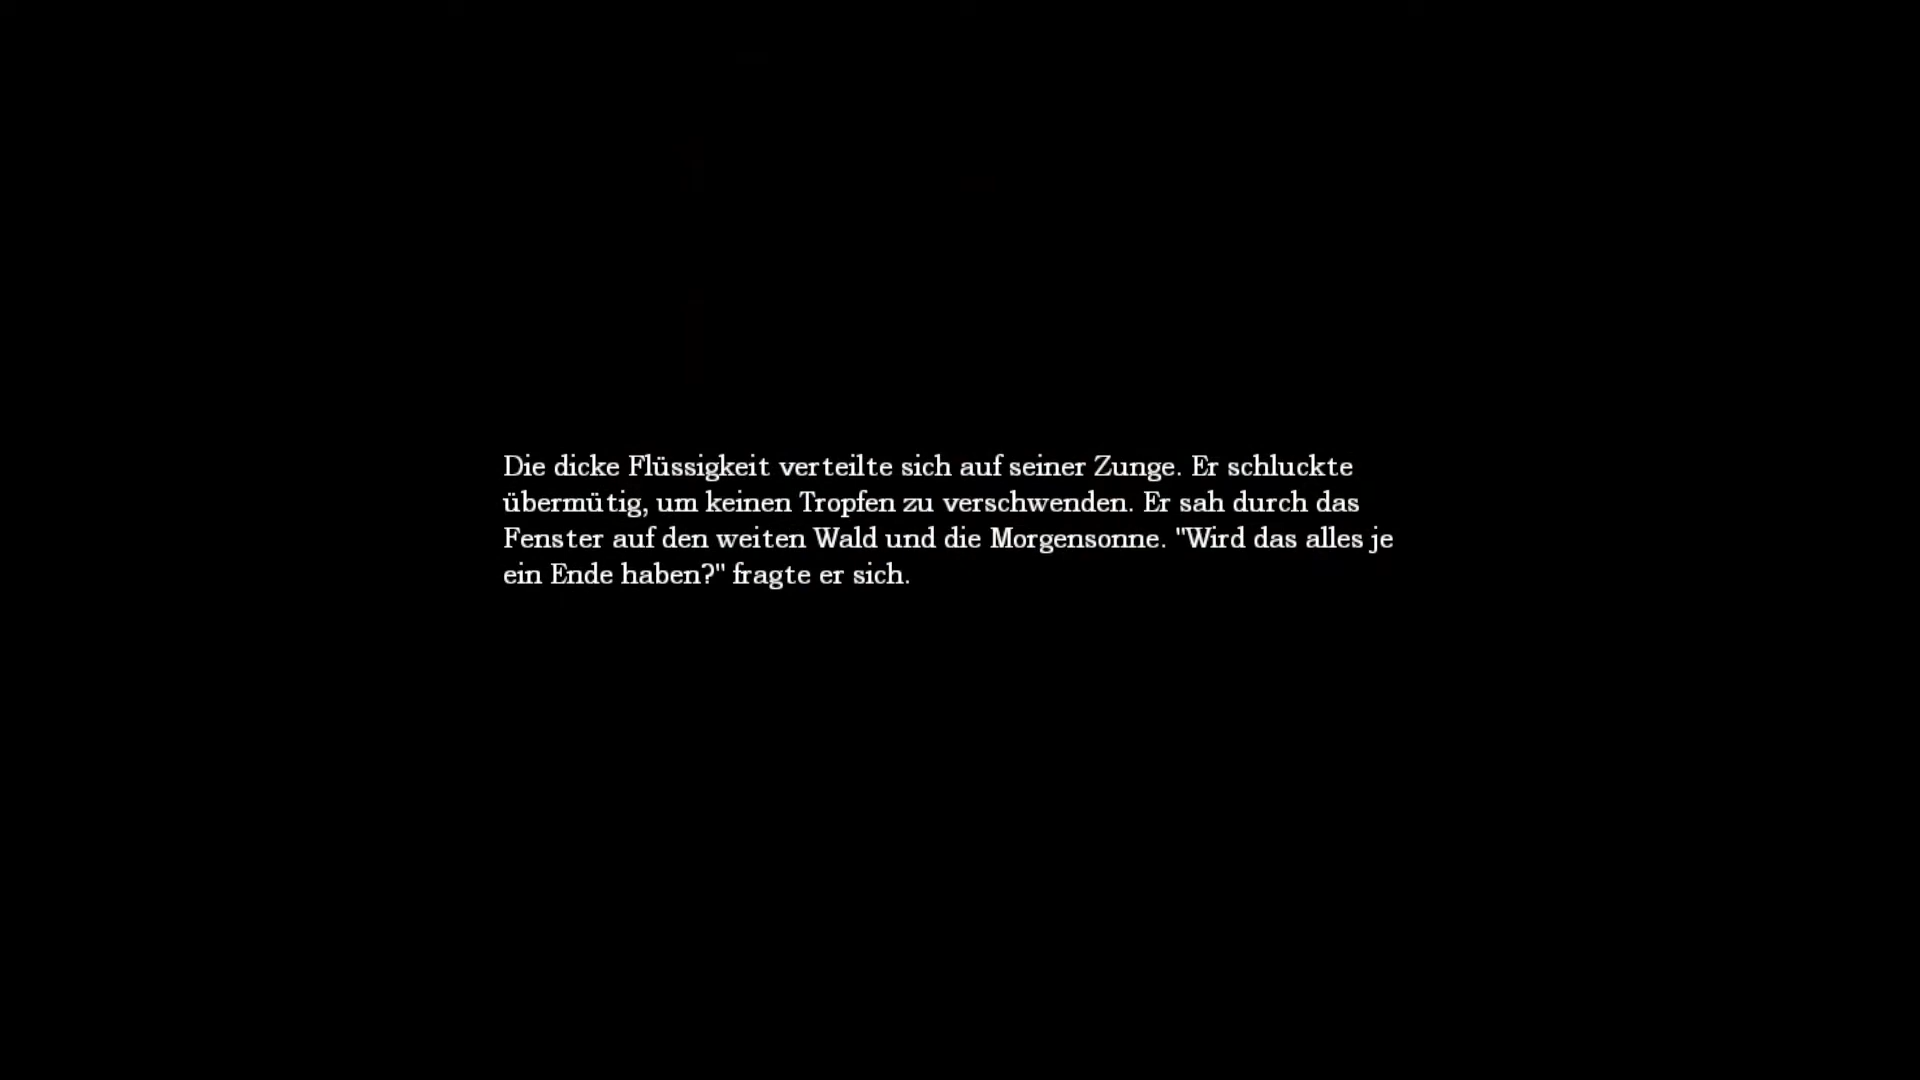 Die dicke Flüssigkeit verteilte sich auf seiner Zunge. Er schluckte
übermütig, um keinen Tropfen zu verschwenden. Er sah durch das
Fenster auf den weiten Wald und die Morgensonne. "Wird das alles je
ein Ende haben?" fragte er sich.